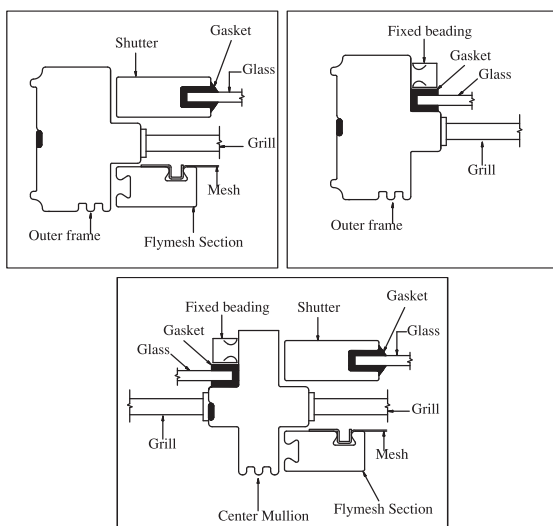 Gasket
Shutter
Glass
Grill
Mesh
Outer frame
Flymesh Section
Fixed beading
Gasket
Glass
Grill
Outer frame
Fixed beading
Gasket
Glass
Shutter
Gasket
Glass
Grill
Grill
Mesh
Center Mullion
Flymesh Section